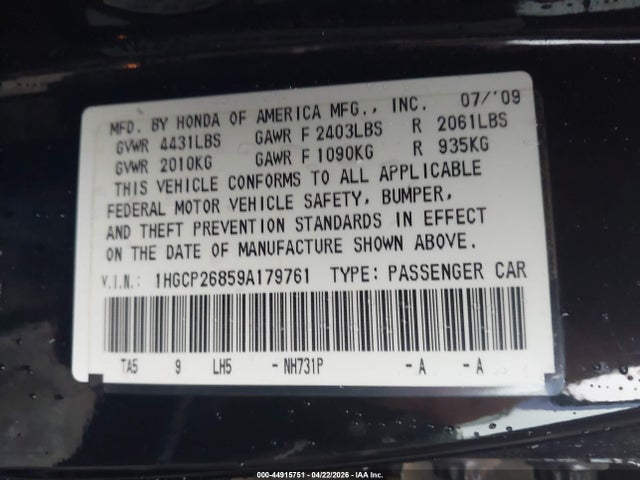 MFD. BY HONDA OF AMERICA MFG., INC. 07/'09
GVWR 4431LBS GAWR F 2403LBS R 2061LBS
GVWR 2010KG GAWR F 1090KG R 935KG
THIS VEHICLE CONFORMS TO ALL APPLICABLE
FEDERAL MOTOR VEHICLE SAFETY, BUMPER,
AND THEFT PREVENTION STANDARDS IN EFFECT
ON THE DATE OF MANUFACTURE SHOWN ABOVE.
V.I.N.: 1HGCP26859A179761 TYPE: PASSENGER CAR
TA5 9 LH5 -NH731P -A -A
000-44915751 - 04/22/2026 - IAA Inc.